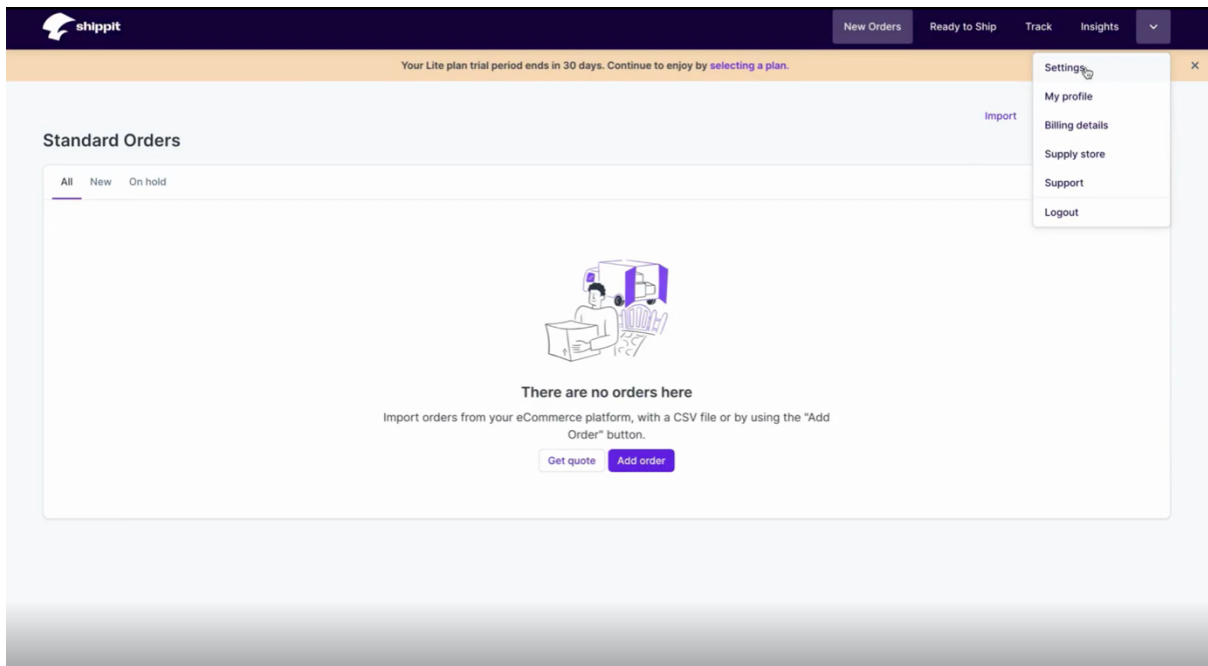 shippit
New Orders
Ready to Ship
Track
Insights
Your Lite plan trial period ends in 30 days. Continue to enjoy by selecting a plan.
Settings
My profile
Billing details
Supply store
Support
Logout
Import
Standard Orders
All
New
On hold
There are no orders here
Import orders from your eCommerce platform, with a CSV file or by using the "Add
Order" button.
Get quote
Add order